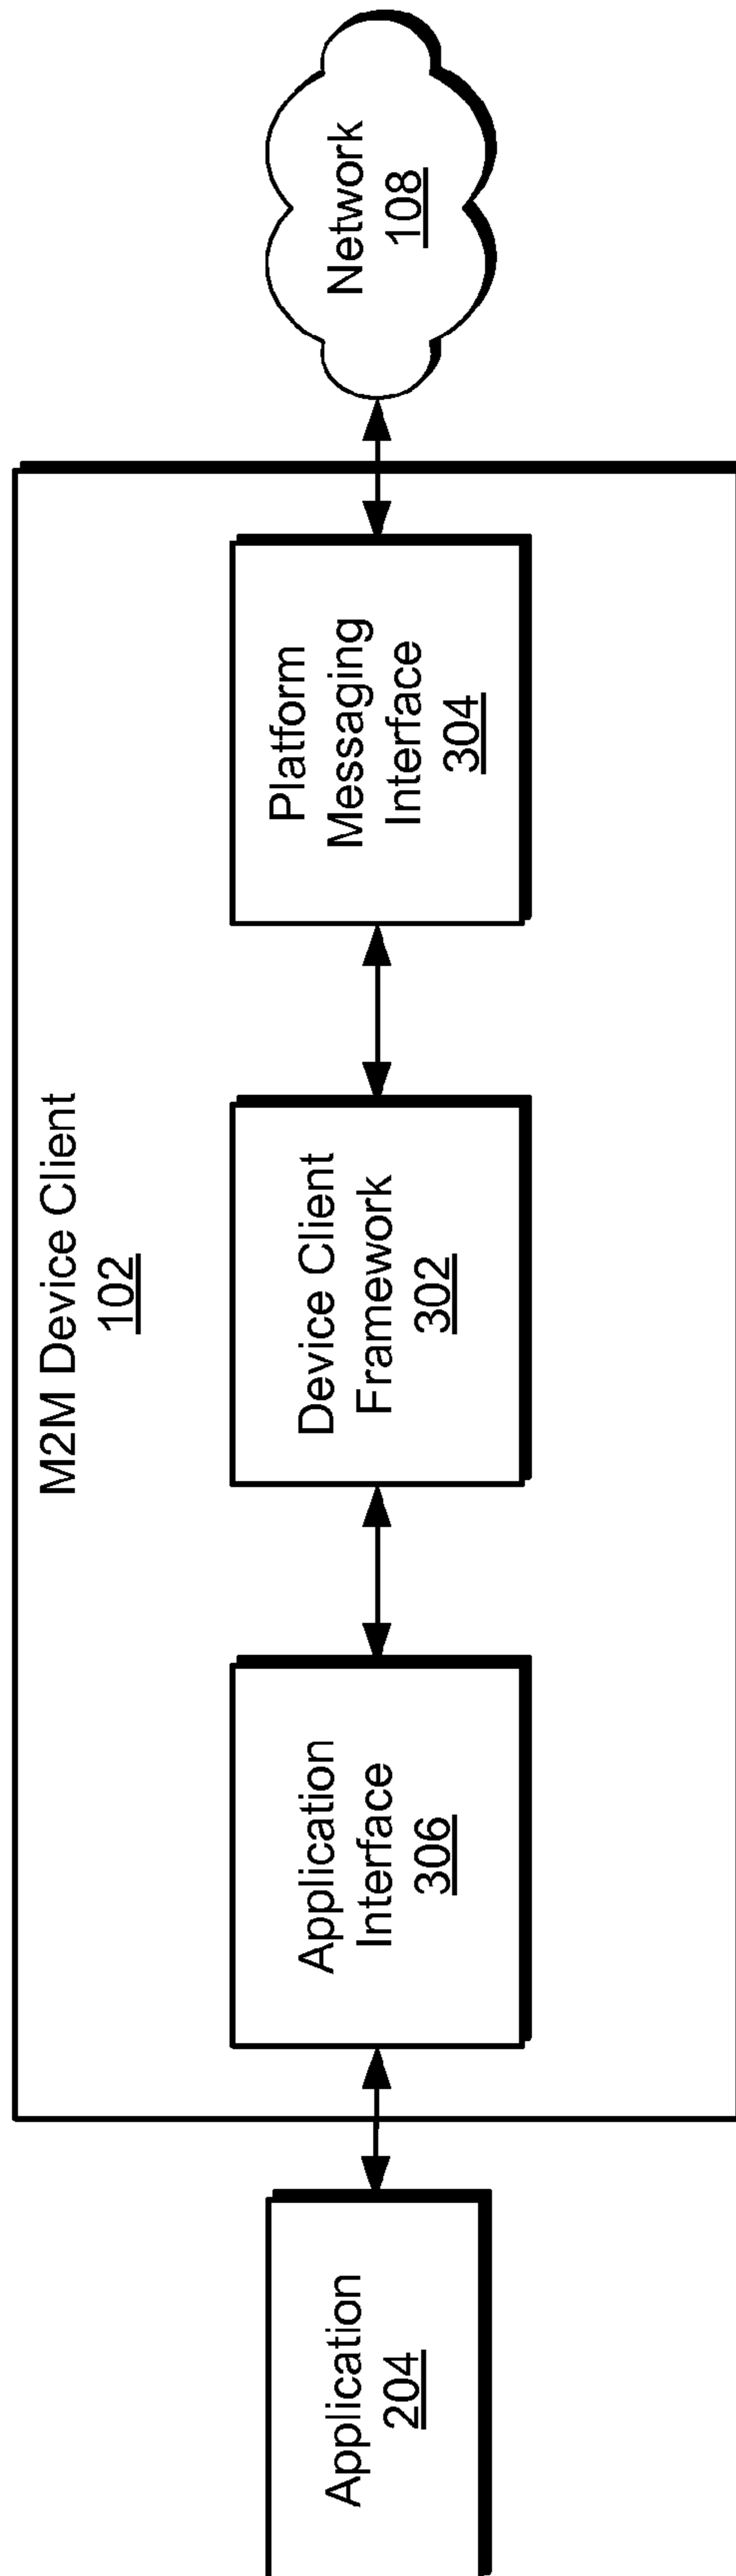 M2M Device Client
102
Application
204
Application
Interface
306
Device Client
Framework
302
Platform
Messaging
Interface
304
Network
108